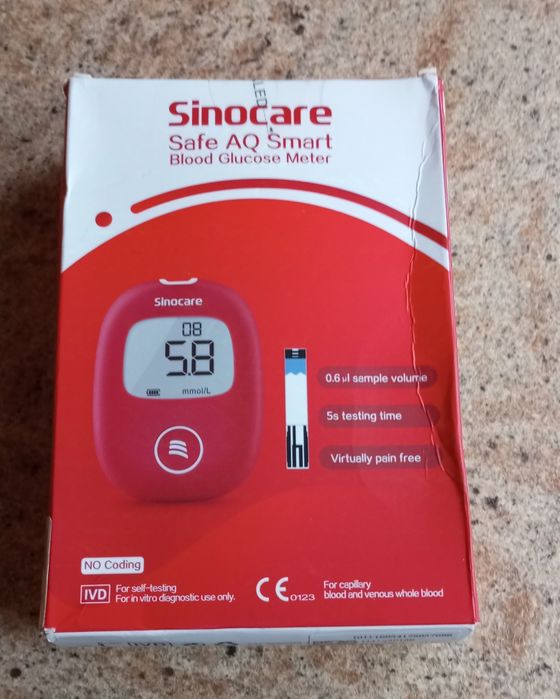 Sinocare
Safe AQ Smart
Blood Glucose Meter
Sinocare
08
5.8
mmol/L
0.6 μl sample volume
5s testing time
Virtually pain free
NO Coding
IVD
For self-testing
For in vitro diagnostic use only.
CE 0123
For capillary
blood and venous whole blood